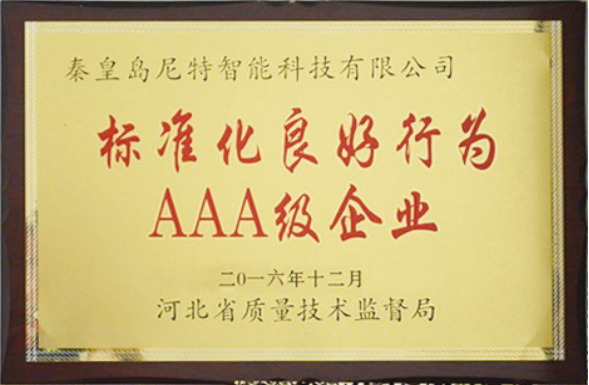 秦皇岛尼特智能科技有限公司
标准化良好行为
AAA级企业
二0一六年十二月
河北省质量技术监督局